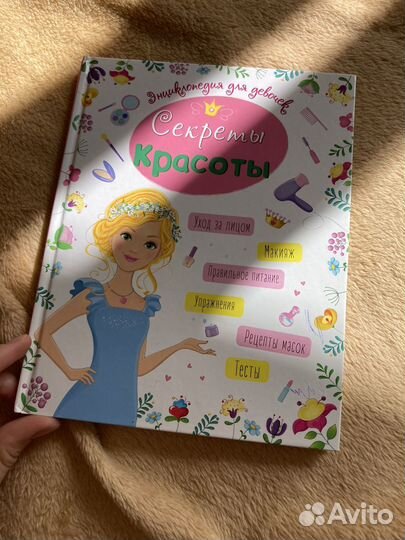 Энциклопедия для девочек
Секреты
Красоты
Уход за лицом
Макияж
Правильное питание
Упражнения
Рецепты масок
Тесты
Avito